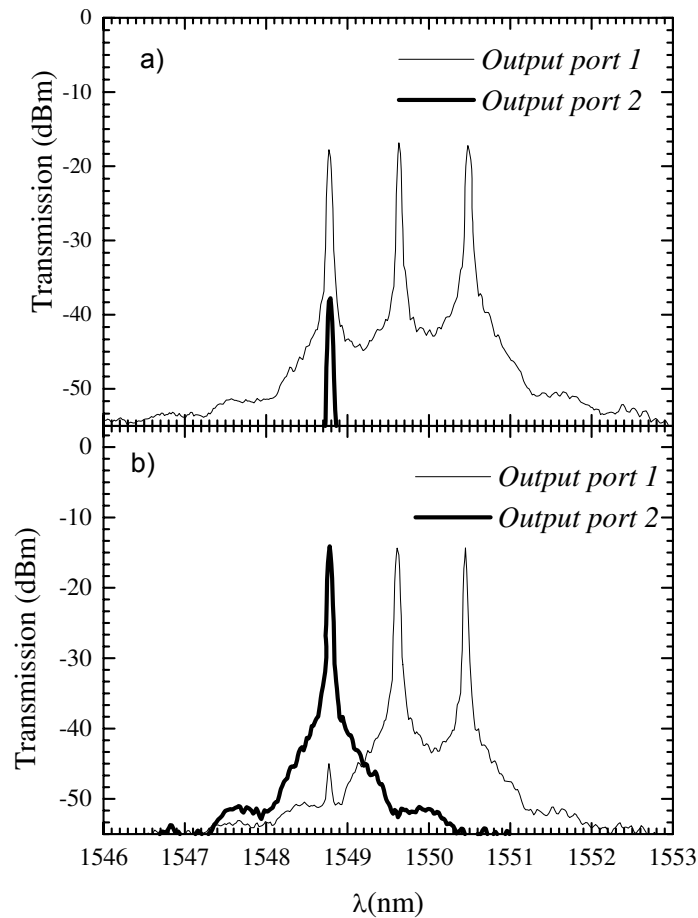 0
a)
Output port 1
Output port 2
-10
-20
-30
-40
-50
Transmission (dBm)
0
b)
Output port 1
Output port 2
-10
-20
-30
-40
-50
Transmission (dBm)
1546 1547 1548 1549 1550 1551 1552 1553
λ(nm)